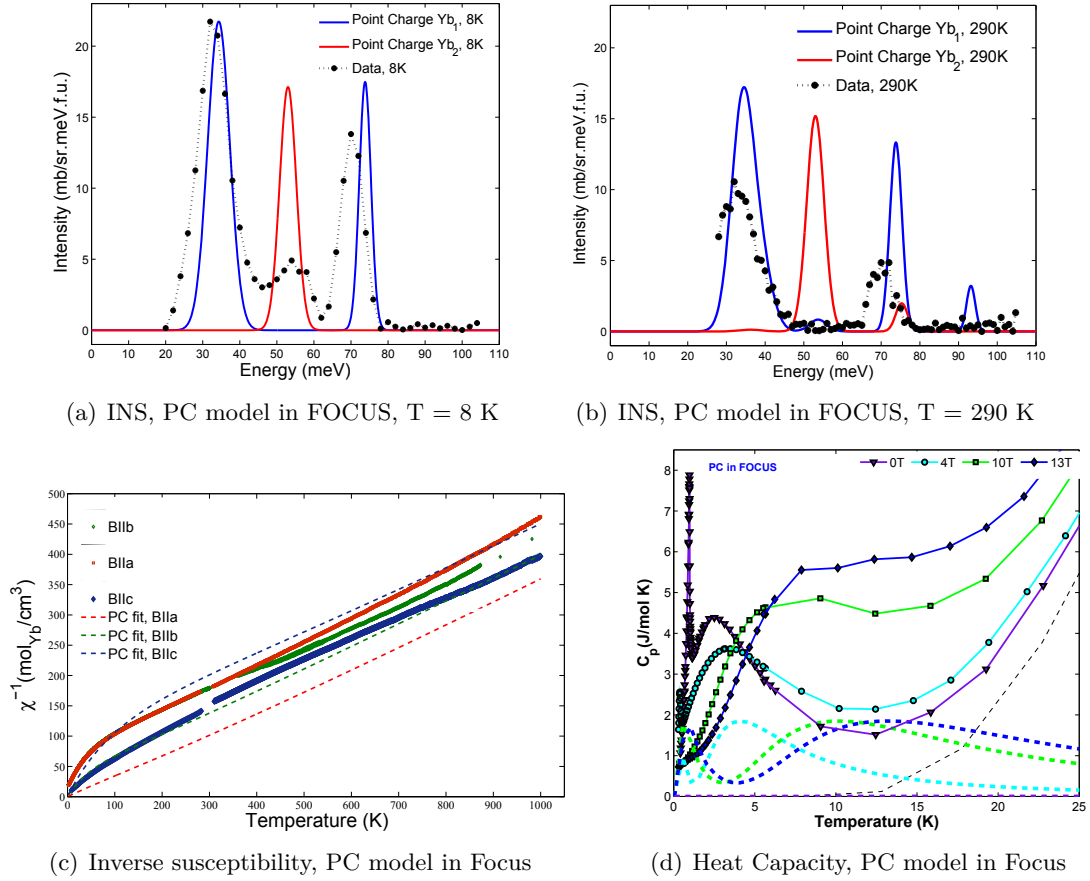 20
15
10
5
0
Intensity (mb/sr.meV.f.u.)
Point Charge Yb1, 8K
Point Charge Yb2, 8K
Data, 8K
0 10 20 30 40 50 60 70 80 90 100 110
Energy (meV)
(a) INS, PC model in FOCUS, T = 8 K
20
15
10
5
0
Intensity (mb/sr.meV.f.u.)
Point Charge Yb1, 290K
Point Charge Yb2, 290K
Data, 290K
0 10 20 30 40 50 60 70 80 90 100 110
Energy (meV)
(b) INS, PC model in FOCUS, T = 290 K
500
450
400
350
300
250
200
150
100
50
0
χ⁻¹(molYb/cm3)
BIIb
BIIa
BIIc
PC fit, BIIa
PC fit, BIIb
PC fit, BIIc
0 100 200 300 400 500 600 700 800 900 1000
Temperature (K)
(c) Inverse susceptibility, PC model in Focus
8
7
6
5
4
3
2
1
0
Cp(J/mol K)
PC in FOCUS
0T 4T 10T 13T
0 5 10 15 20 25
Temperature (K)
(d) Heat Capacity, PC model in Focus